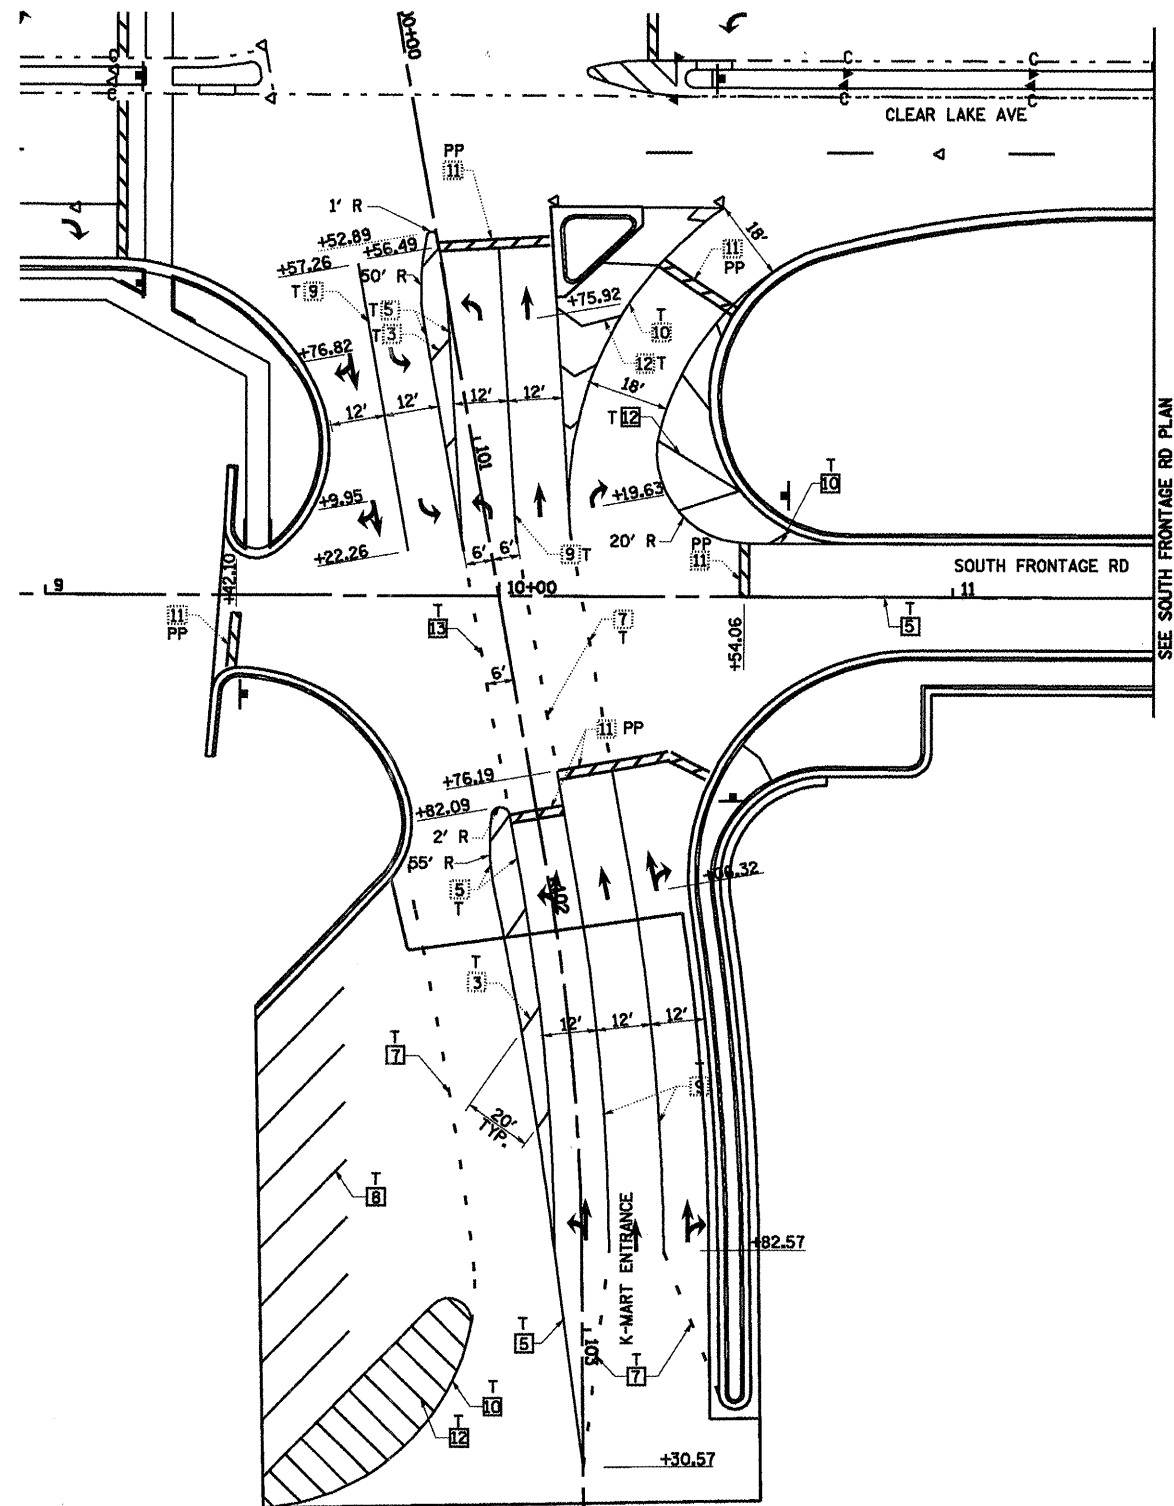 10+00
C
C
C
C
C
C
CLEAR LAKE AVE
PP
11
1' R
+52.89
+56.49
+57.26
50' R
T 9
T 5
T 3
+76.82
12'
12'
12'
12'
18'
11
PP
+75.92
T
10
12 T
18'
T 12
101
+9.95
+22.26
+19.63
20' R
T
10
6'
6'
9 T
PP
11
SOUTH FRONTAGE RD
SEE SOUTH FRONTAGE RD PLAN
9
+42.10
10+00
11
11
PP
T
13
7
T
+54.06
T
5
6'
11 PP
+76.19
+82.09
2' R
55' R
5
T
102
+06.32
T
3
12'
12'
12'
T
7
T
9
20'
TYP.
T
8
K-MART ENTRANCE
+82.57
T
5
103
T
7
T
10
T
12
+30.57